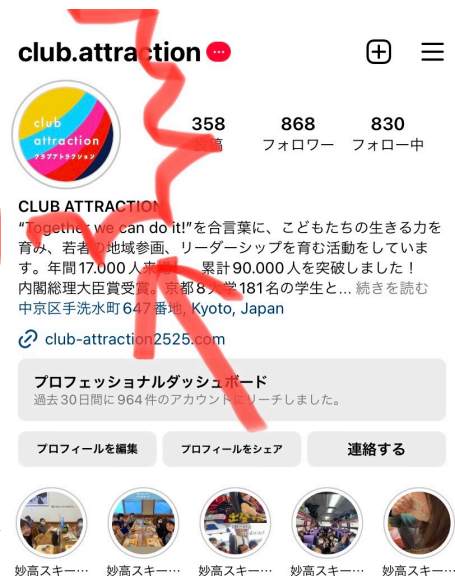 club.attraction
club
attraction
クラブアトラクション
358 868 830
投稿 フォロワー フォロー中
CLUB ATTRACTION
“Together we can do it!”を合言葉に、こどもたちの生きる力を
育み、若者の地域参画、リーダーシップを育む活動をしていま
す。年間17.000人来 累計90.000人を突破しました！
内閣総理大臣賞受賞。京都8大学181名の学生と... 続きを読む
中京区手洗水町647番地, Kyoto, Japan
club-attraction2525.com
プロフェッショナルダッシュボード
過去30日間に964件のアカウントにリーチしました。
プロフィールを編集 プロフィールをシェア 連絡する
妙高スキー… 妙高スキー… 妙高スキー… 妙高スキー… 妙高スキー…